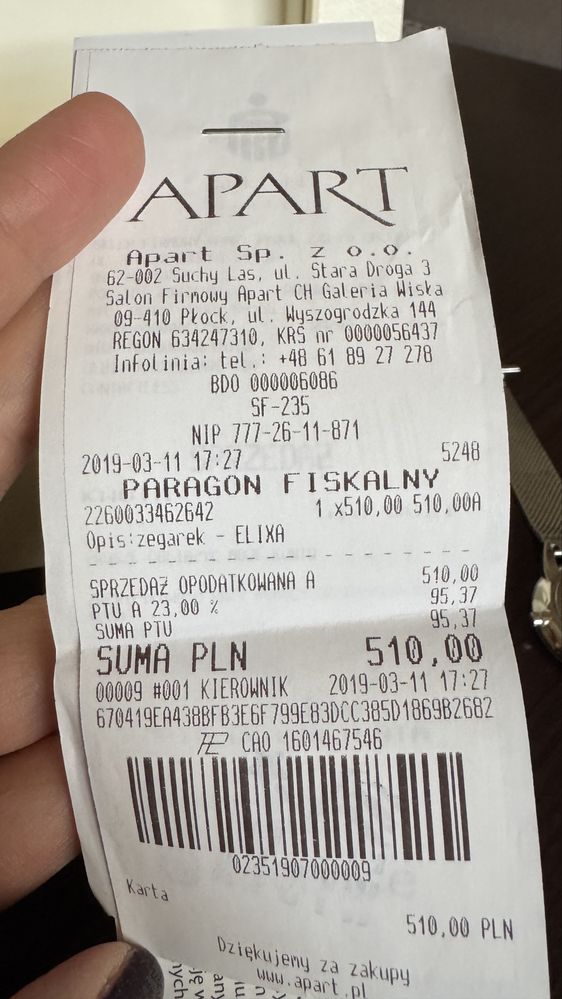 APART
Apart Sp. z o.o.
62-002 Suchy Las, ul. Stara Droga 3
Salon Firmowy Apart CH Galeria Wisła
09-410 Płock, ul. Wyszogrodzka 144
REGON 634247310, KRS nr 0000056437
Infolinia: tel.: +48 61 89 27 278
BDO 000006086
SF-235
NIP 777-26-11-871
2019-03-11 17:27 5248
PARAGON FISKALNY
2260033462642 1 x510,00 510,00A
Opis:zegarek - ELIXA
SPRZEDAŻ OPODATKOWANA A 510,00
PTU A 23,00 % 95,37
SUMA PTU 95,37
SUMA PLN 510,00
00009 #001 KIEROWNIK 2019-03-11 17:27
670419EA438BFB3E6F799E83DCC385D1869B2682
CAO 1601467546
02351907000009
Karta
510,00 PLN
Dziękujemy za zakupy
www.apart.pl